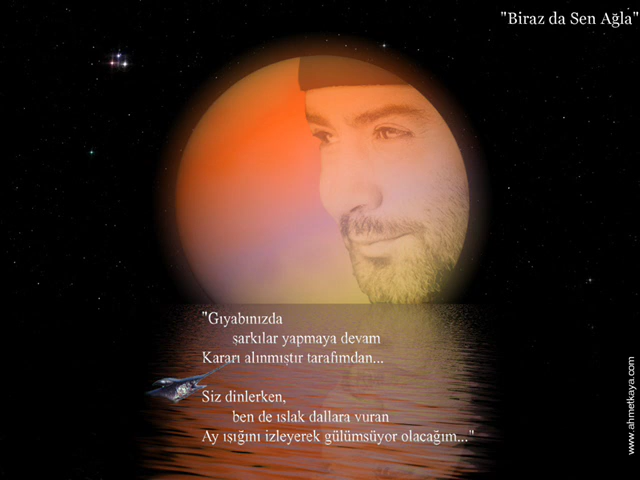 "Biraz da Sen Ağla"
"Gıyabınızda
şarkılar yapmaya devam
Kararı alınmıştır tarafımdan...
Siz dinlerken,
ben de ıslak dallara vuran
Ay ışığını izleyerek gülümsüyor olacağım..."
www.ahmetkaya.com